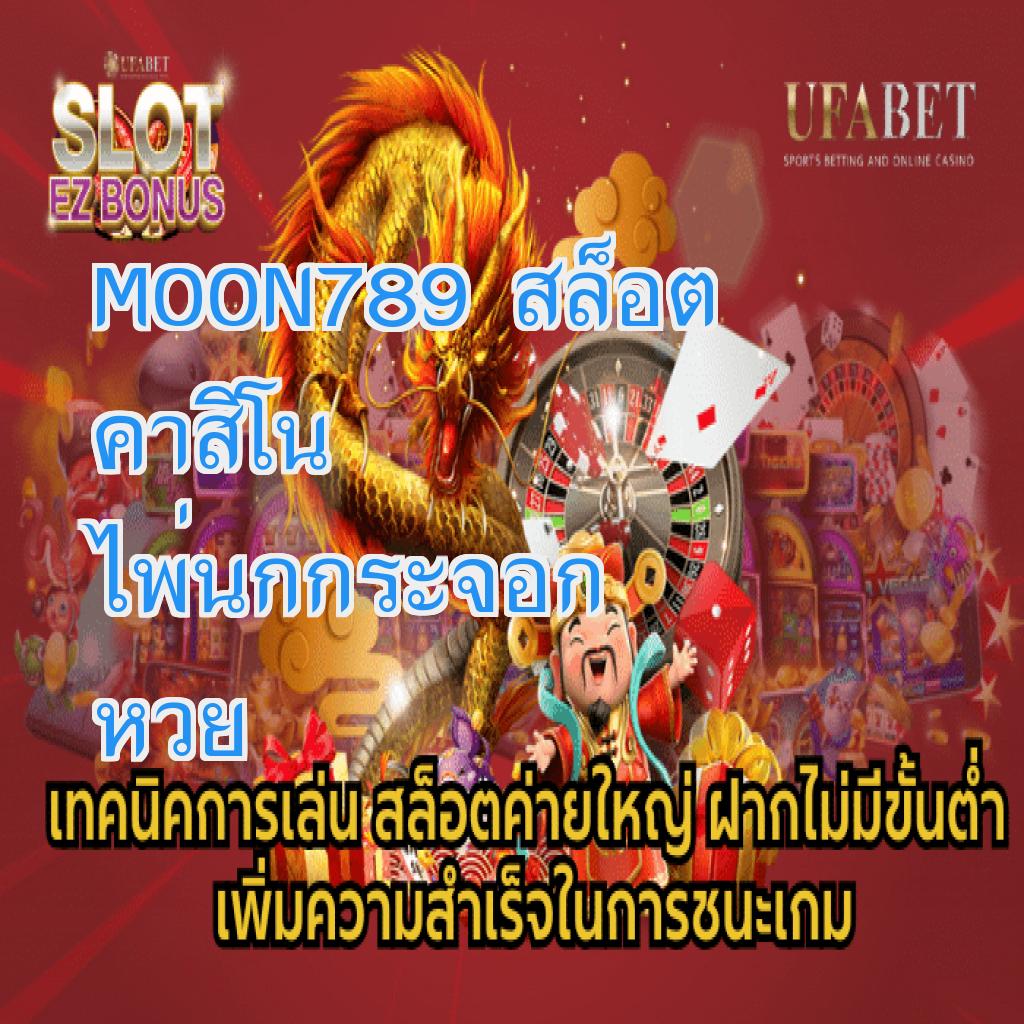 UFABET
SLOT
EZ BONUS
UFABET
SPORTS BETTING AND ONLINE CASINO
MOON789 สล็อต
คาสิโน
ไพ่นกกระจอก
หวย
เทคนิคการเล่น สล็อตค่ายใหญ่ ฝากไม่มีขั้นต่ำ
เพิ่มความสำเร็จในการชนะเกม